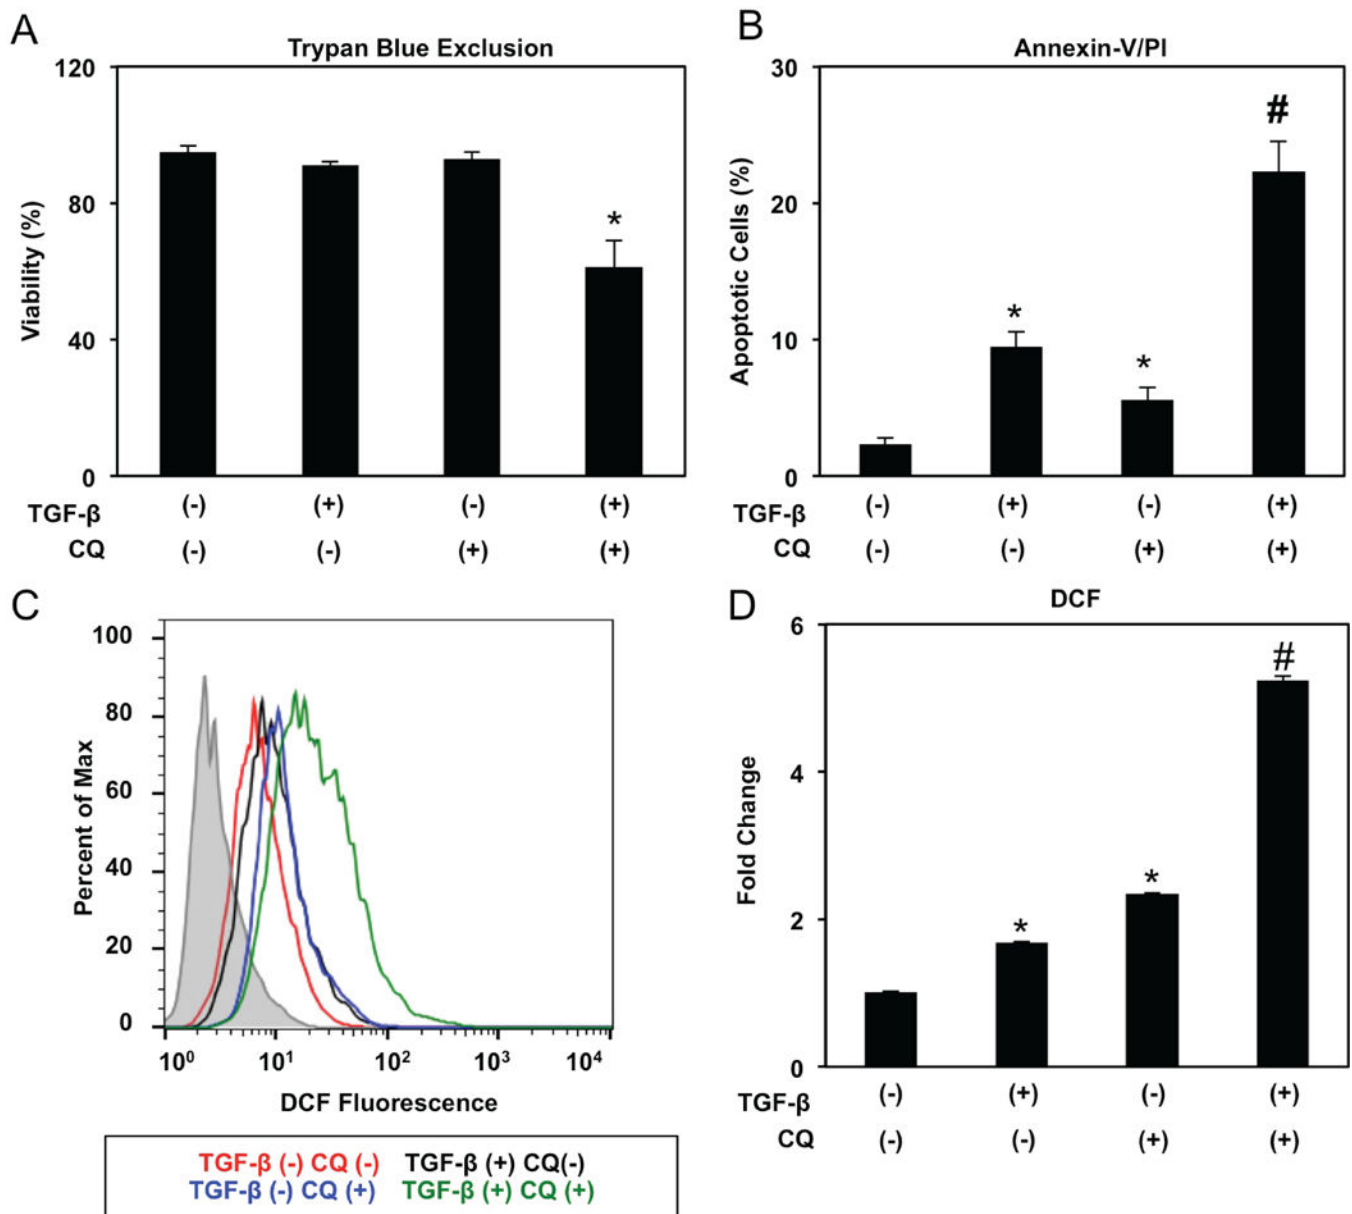 A
Trypan Blue Exclusion
120
80
40
0
Viability (%)
*
TGF-β (-) (+) (-) (+)
CQ (-) (-) (+) (+)
B
Annexin-V/PI
30
20
10
0
Apoptotic Cells (%)
* * #
TGF-β (-) (+) (-) (+)
CQ (-) (-) (+) (+)
C
100
80
60
40
20
0
Percent of Max
10⁰ 10¹ 10² 10³ 10⁴
DCF Fluorescence
TGF-β (-) CQ (-) TGF-β (+) CQ(-)
TGF-β (-) CQ (+) TGF-β (+) CQ (+)
D
DCF
6
4
2
0
Fold Change
* * #
TGF-β (-) (+) (-) (+)
CQ (-) (-) (+) (+)